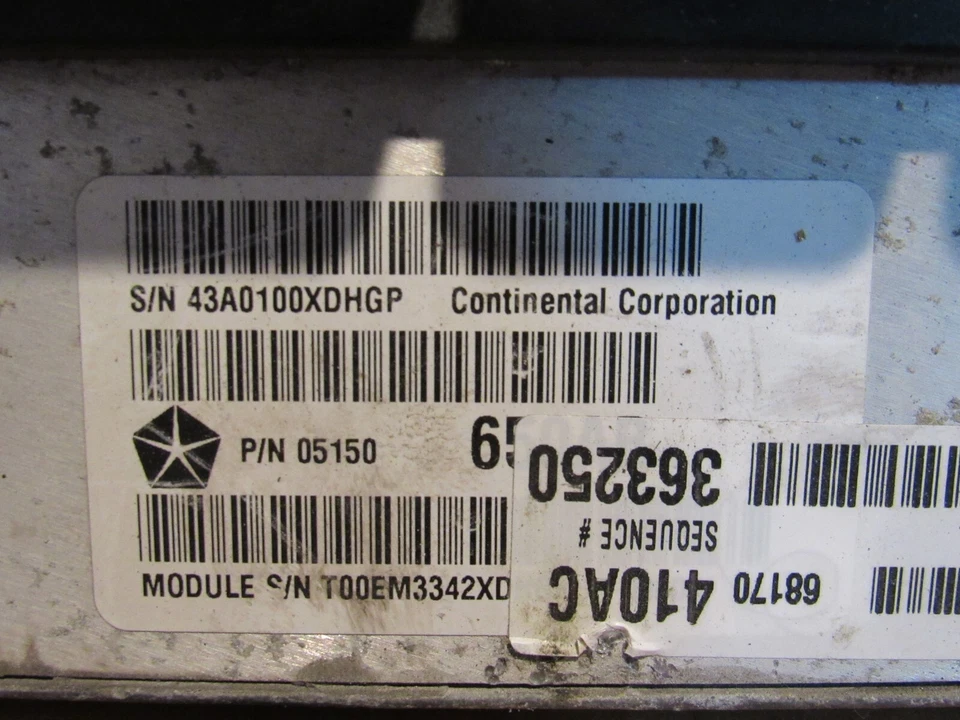 S/N 43A0100XDHGP Continental Corporation
P/N 05150
MODULE S/N T00EM3342XD
68170 410AC
SEQUENCE #
363250